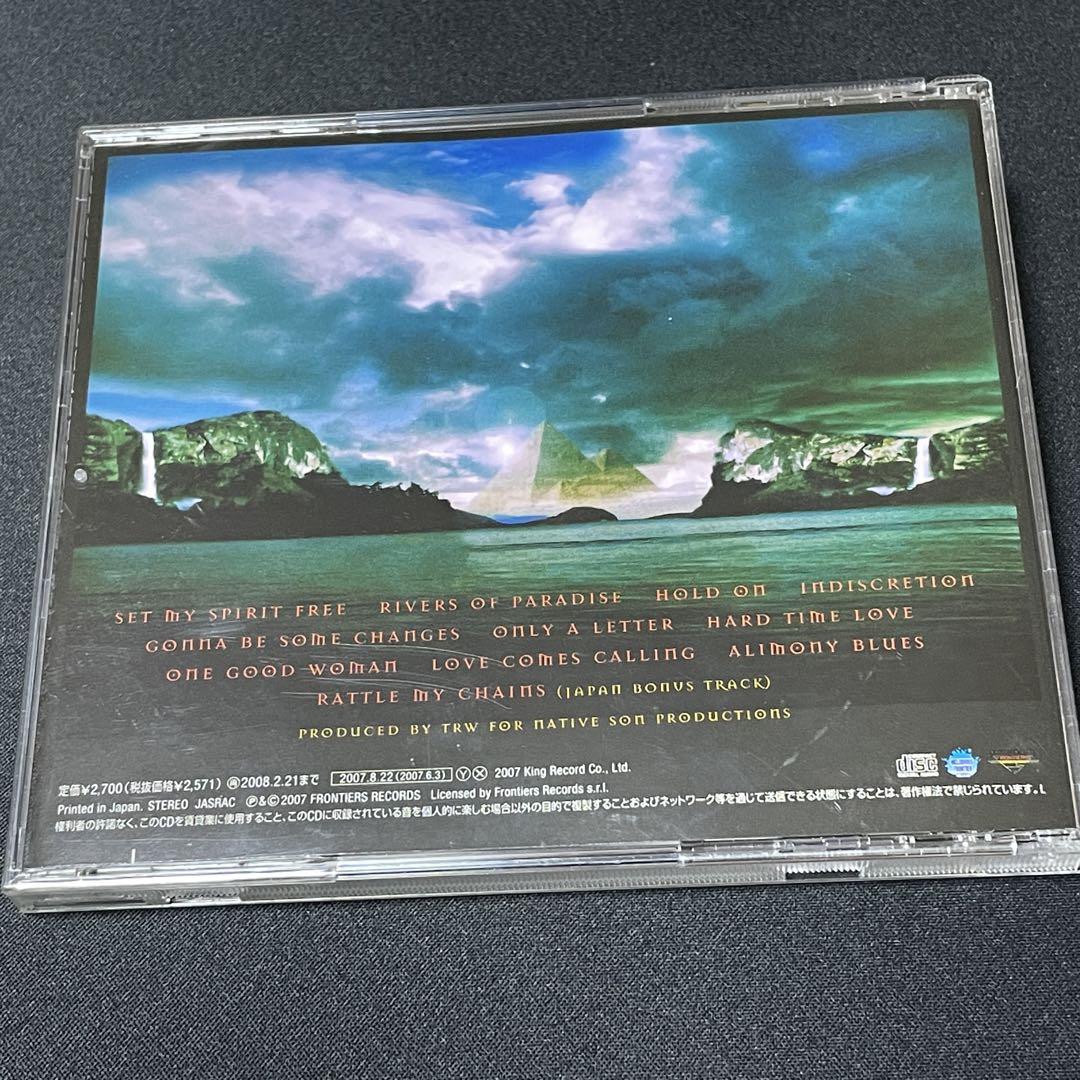 SET MY SPIRIT FREE RIVERS OF PARADISE HOLD ON INDISCRETION
GONNA BE SOME CHANGES ONLY A LETTER HARD TIME LOVE
ONE GOOD WOMAN LOVE COMES CALLING ALIMONY BLUES
RATTLE MY CHAINS (JAPAN BONUS TRACK)
PRODUCED BY TRW FOR NATIVE SON PRODUCTIONS
定価¥2,700(税抜価格¥2,571) Ⓡ2008.2.21まで 2007.8.22(2007.6.3) ⓎⓍ 2007 King Record Co., Ltd.
Printed in Japan. STEREO JASRAC Ⓟ&©2007 FRONTIERS RECORDS Licensed by Frontiers Records s.r.l.
権利者の許諾なく、このCDを賃貸業に使用すること、このCDに収録されている音を個人的に楽しむ場合以外の目的で複製することおよびネットワーク等を通じて送信できる状態にすることは、著作権法で禁じられています。L
disc